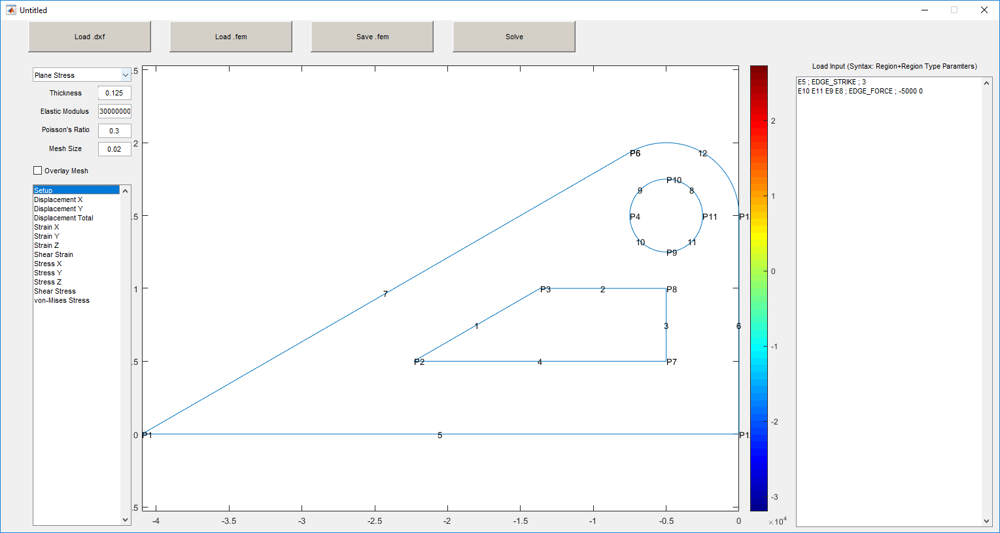 Untitled
Load .dxf
Load .fem
Save .fem
Solve
Plane Stress
Thickness 0.125
Elastic Modulus 30000000
Poisson's Ratio 0.3
Mesh Size 0.02
Overlay Mesh
Setup
Displacement X
Displacement Y
Displacement Total
Strain X
Strain Y
Strain Z
Shear Strain
Stress X
Stress Y
Stress Z
Shear Stress
von-Mises Stress
.5
2
.5
1
.5
0
.5
P6
12
P10
9
8
P4
P11
P1
10
11
P9
7
P3
2
P8
1
3
6
P2
4
P7
P1
5
P1
-4
-3.5
-3
-2.5
-2
-1.5
-1
-0.5
0
2
1
0
-1
-2
-3
×10⁴
Load Input (Syntax: Region+Region Type Paramters)
E5 ; EDGE_STRIKE ; 3
E10 E11 E9 E8 ; EDGE_FORCE ; -5000 0